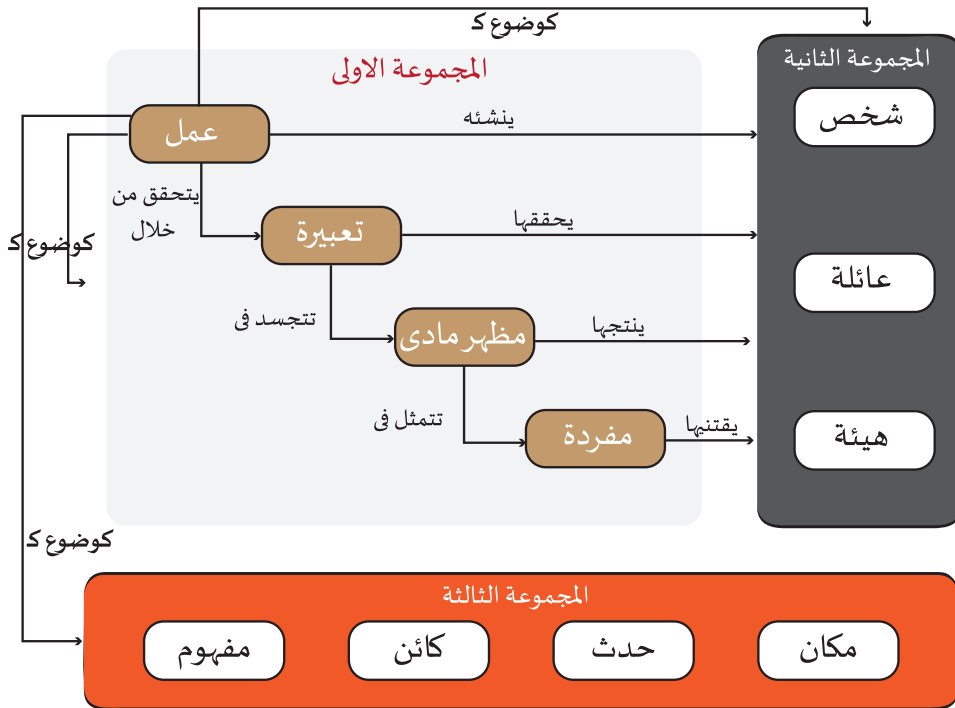 كوضوع ك
المجموعة الثانية
المجموعة الاولى
شخص
ينشئه
عمل
يتحقق من
خلال
يحققها
تعبيرة
كوضوع ك
عائلة
ينتجها
تتجسد فى
مظهر مادى
يقتنيها
تتمثل فى
هيئة
مفردة
كوضوع ك
المجموعة الثالثة
مكان
حدث
كائن
مفهوم